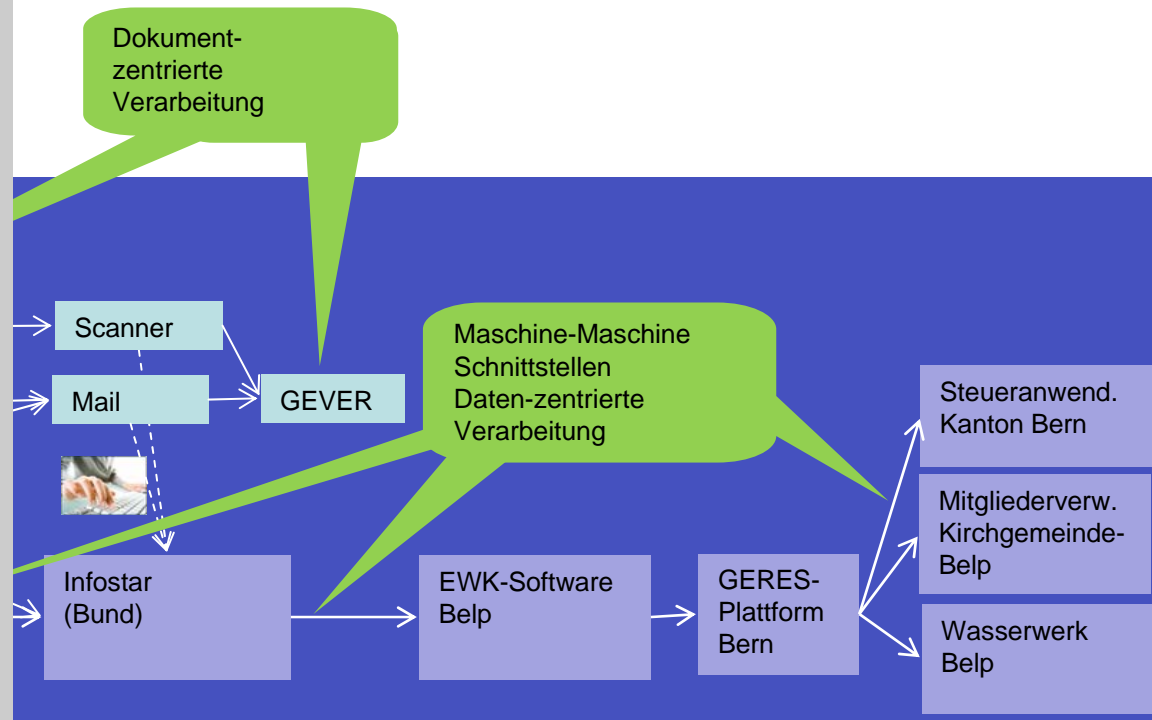 Dokument-
zentrierte
Verarbeitung
Scanner
Mail
GEVER
Maschine-Maschine
Schnittstellen
Daten-zentrierte
Verarbeitung
Steueranwend.
Kanton Bern
Mitgliederverw.
Kirchgemeinde-
Belp
Infostar
(Bund)
EWK-Software
Belp
GERES-
Plattform
Bern
Wasserwerk
Belp